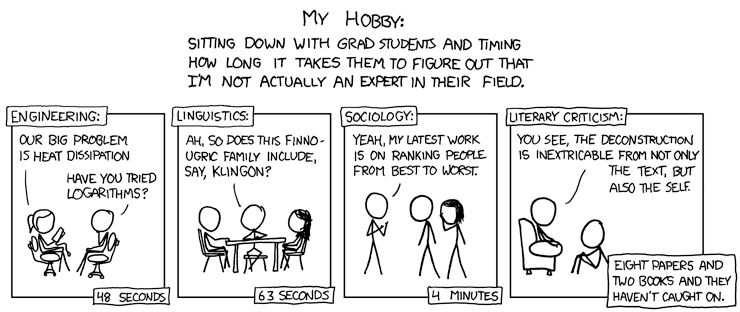 MY HOBBY:
SITTING DOWN WITH GRAD STUDENTS AND TIMING
HOW LONG IT TAKES THEM TO FIGURE OUT THAT
I'M NOT ACTUALLY AN EXPERT IN THEIR FIELD.
ENGINEERING:
OUR BIG PROBLEM
IS HEAT DISSIPATION
HAVE YOU TRIED
LOGARITHMS?
48 SECONDS
LINGUISTICS:
AH, SO DOES THIS FINNO-
UGRIC FAMILY INCLUDE,
SAY, KLINGON?
63 SECONDS
SOCIOLOGY:
YEAH, MY LATEST WORK
IS ON RANKING PEOPLE
FROM BEST TO WORST.
4 MINUTES
LITERARY CRITICISM:
YOU SEE, THE DECONSTRUCTION
IS INEXTRICABLE FROM NOT ONLY
THE TEXT, BUT
ALSO THE SELF.
EIGHT PAPERS AND
TWO BOOKS AND THEY
HAVEN'T CAUGHT ON.